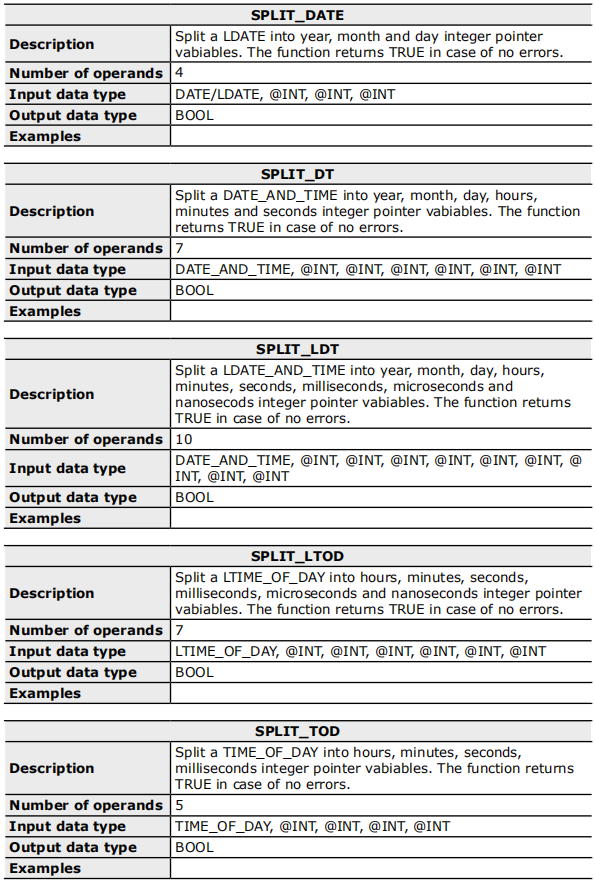 SPLIT_DATE
Description
Split a LDATE into year, month and day integer pointer
vabiables. The function returns TRUE in case of no errors.
Number of operands 4
Input data type DATE/LDATE, @INT, @INT, @INT
Output data type BOOL
Examples
SPLIT_DT
Description
Split a DATE_AND_TIME into year, month, day, hours,
minutes and seconds integer pointer vabiables. The function
returns TRUE in case of no errors.
Number of operands 7
Input data type DATE_AND_TIME, @INT, @INT, @INT, @INT, @INT, @INT
Output data type BOOL
Examples
SPLIT_LDT
Description
Split a LDATE_AND_TIME into year, month, day, hours,
minutes, seconds, milliseconds, microseconds and
nanosecods integer pointer vabiables. The function returns
TRUE in case of no errors.
Number of operands 10
Input data type
DATE_AND_TIME, @INT, @INT, @INT, @INT, @INT, @INT, @
INT, @INT, @INT
Output data type BOOL
Examples
SPLIT_LTOD
Description
Split a LTIME_OF_DAY into hours, minutes, seconds,
milliseconds, microseconds and nanoseconds integer pointer
vabiables. The function returns TRUE in case of no errors.
Number of operands 7
Input data type LTIME_OF_DAY, @INT, @INT, @INT, @INT, @INT, @INT
Output data type BOOL
Examples
SPLIT_TOD
Description
Split a TIME_OF_DAY into hours, minutes, seconds,
milliseconds integer pointer vabiables. The function returns
TRUE in case of no errors.
Number of operands 5
Input data type TIME_OF_DAY, @INT, @INT, @INT, @INT
Output data type BOOL
Examples